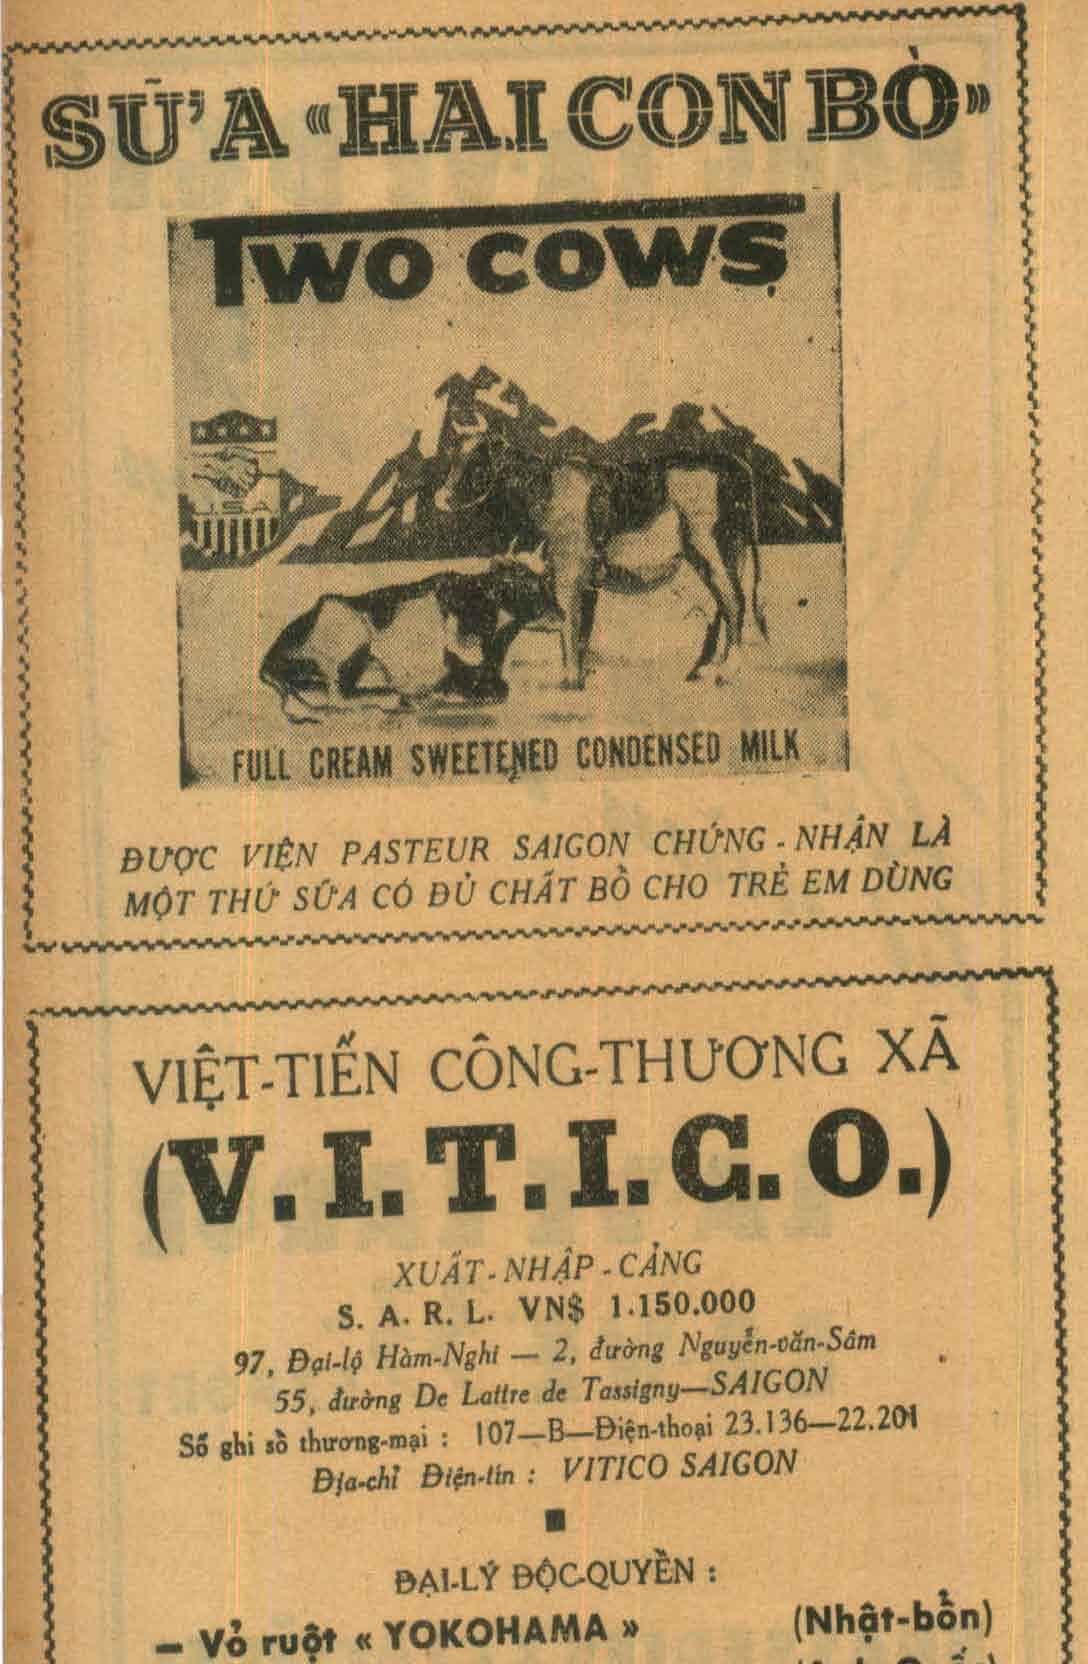 SỮA «HAI CON BÒ»
TWO COWS
U.S.A
FULL CREAM SWEETENED CONDENSED MILK
ĐƯỢC VIỆN PASTEUR SAIGON CHỨNG - NHẬN LÀ
MỘT THỨ SỮA CÓ ĐỦ CHẤT BỒ CHO TRẺ EM DÙNG
VIỆT-TIẾN CÔNG-THƯƠNG XÃ
(V.I.T.I.C.O.)
XUẤT - NHẬP - CẢNG
S. A. R. L. VN$ 1.150.000
97, Đại-lộ Hàm-Nghi — 2, đường Nguyễn-văn-Sâm
55, đường De Lattre de Tassigny—SAIGON
Số ghi sồ thương-mại : 107—B—Điện-thoại 23.136—22.201
Địa-chỉ Điện-tín : VITICO SAIGON
ĐẠI-LÝ ĐỘC-QUYỀN :
— Vỏ ruột « YOKOHAMA » (Nhật-bồn)